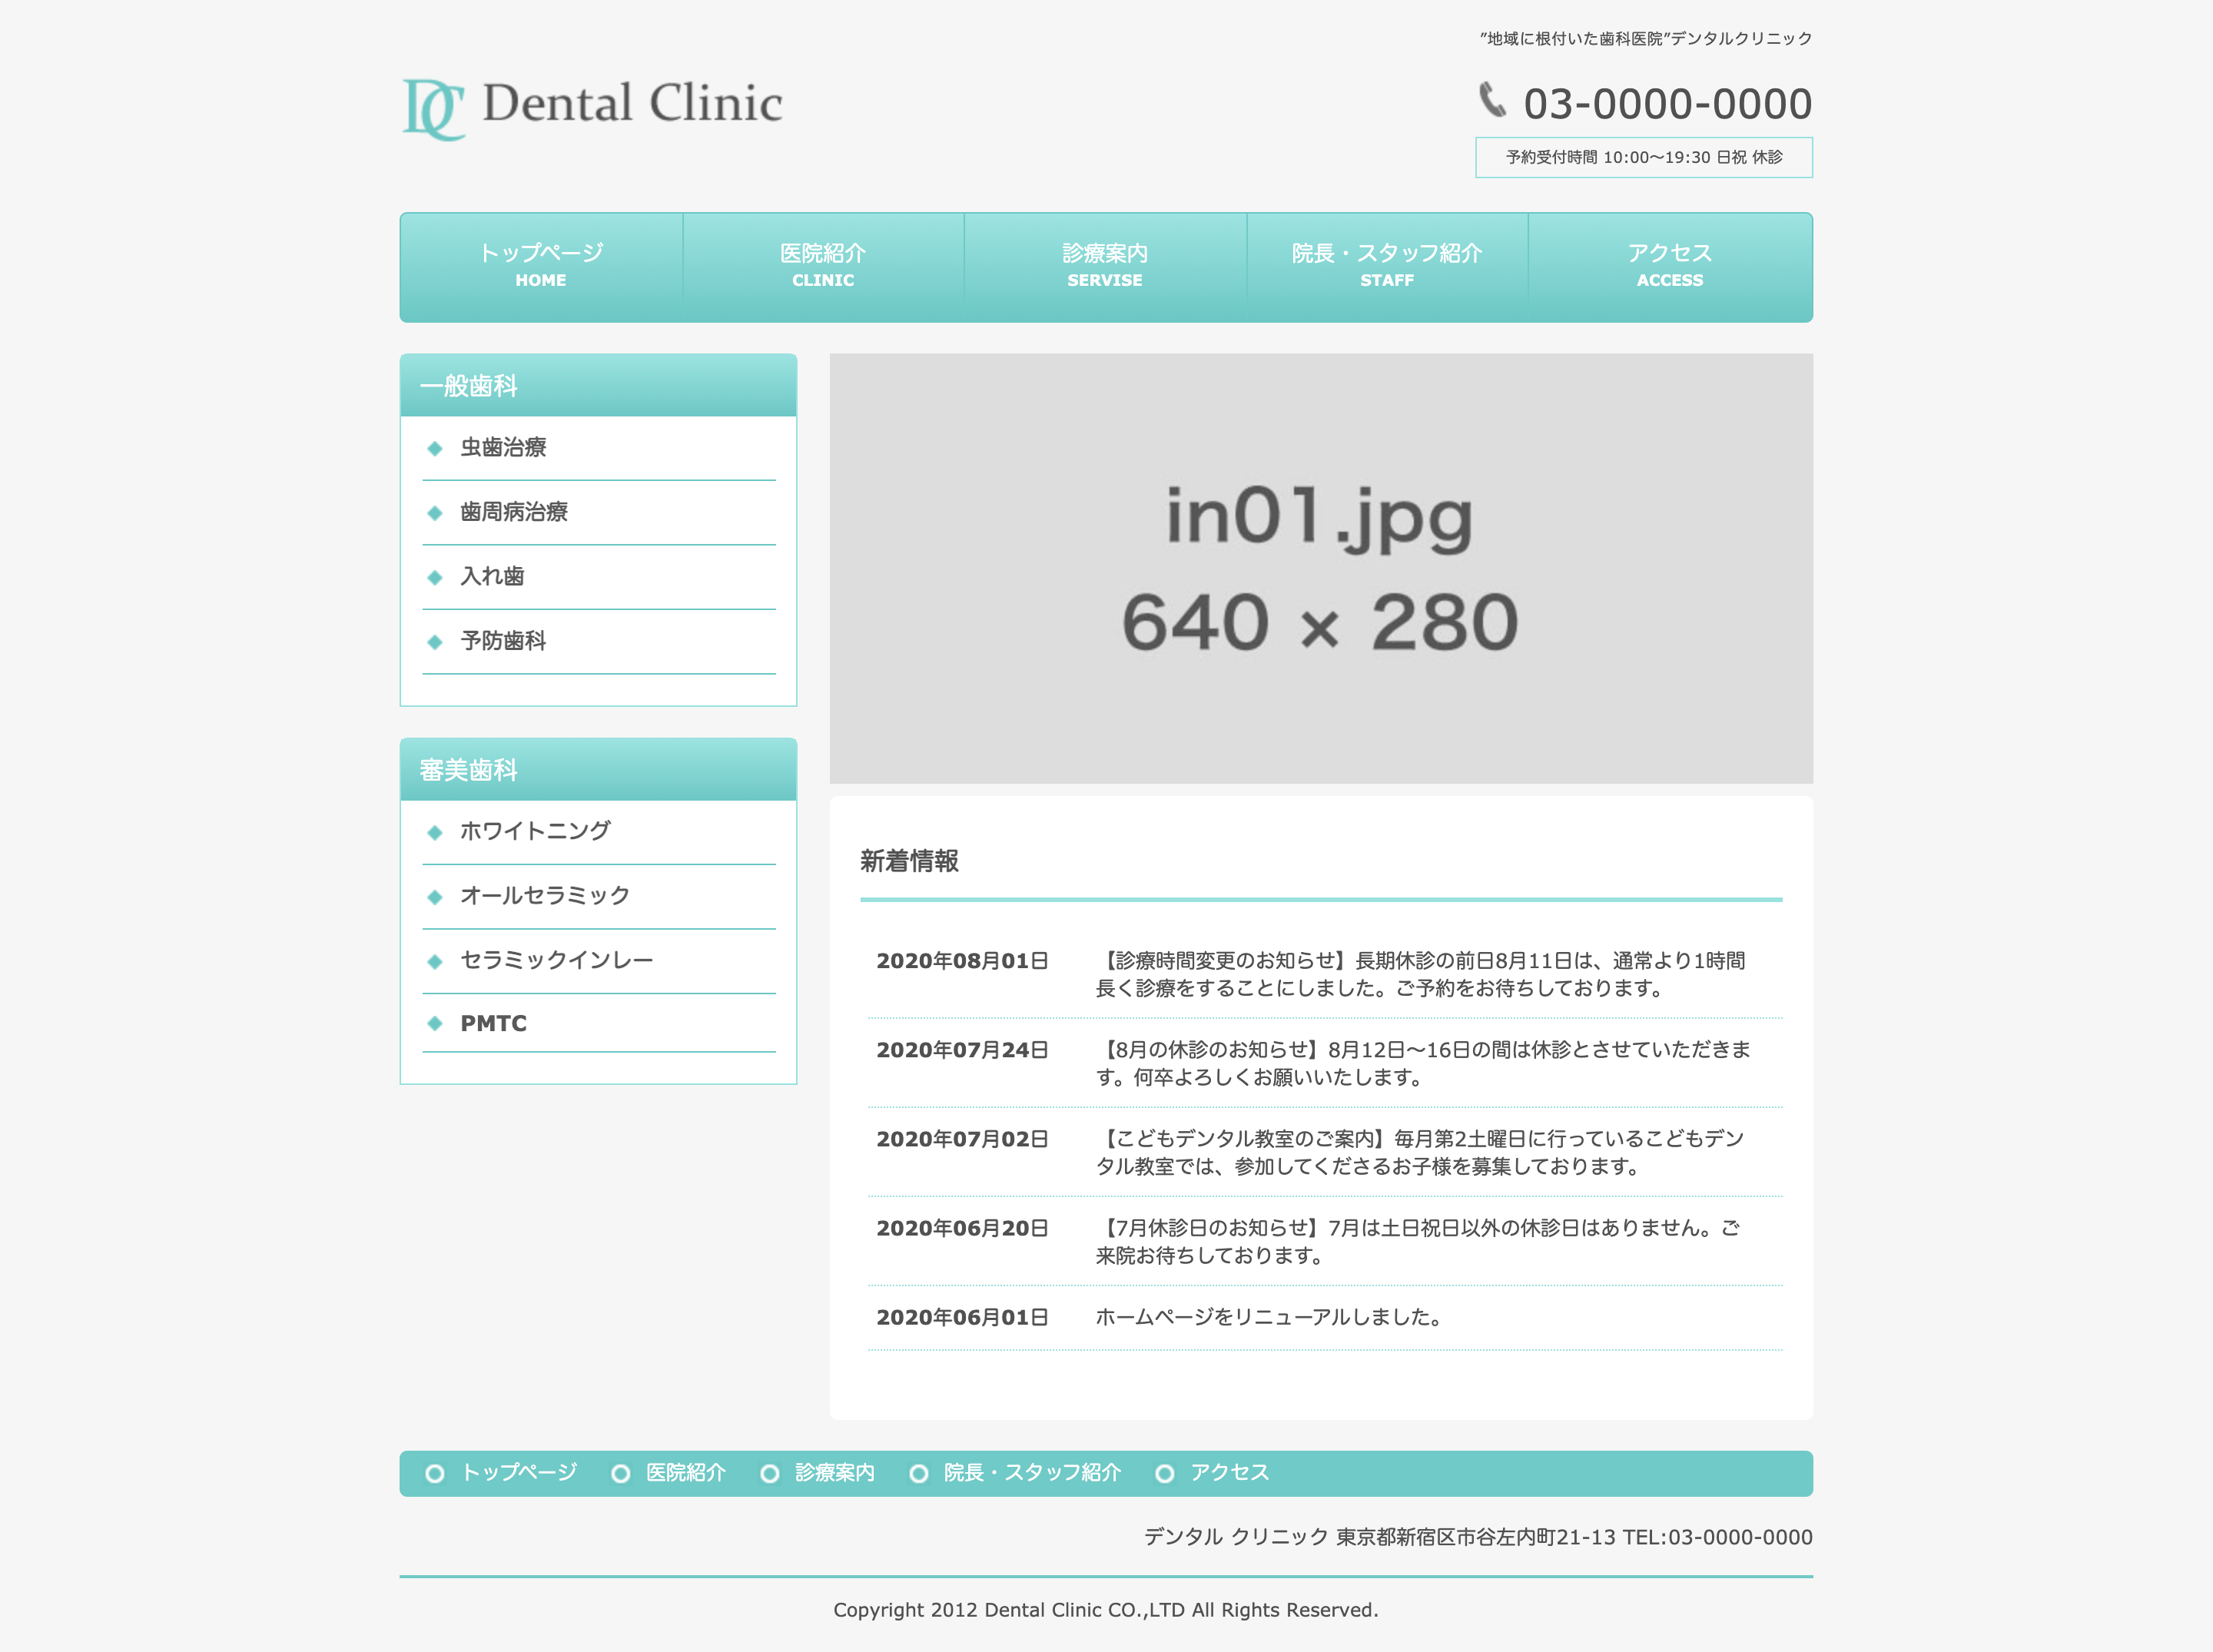 ”地域に根付いた歯科医院”デンタルクリニック
DC Dental Clinic
03-0000-0000
予約受付時間 10:00〜19:30 日祝 休診
トップページ
HOME
医院紹介
CLINIC
診療案内
SERVISE
院長・スタッフ紹介
STAFF
アクセス
ACCESS
一般歯科
虫歯治療
歯周病治療
入れ歯
予防歯科
審美歯科
ホワイトニング
オールセラミック
セラミックインレー
PMTC
in01.jpg
640 × 280
新着情報
2020年08月01日
【診療時間変更のお知らせ】長期休診の前日8月11日は、通常より1時間
長く診療をすることにしました。ご予約をお待ちしております。
2020年07月24日
【8月の休診のお知らせ】8月12日〜16日の間は休診とさせていただきま
す。何卒よろしくお願いいたします。
2020年07月02日
【こどもデンタル教室のご案内】毎月第2土曜日に行っているこどもデン
タル教室では、参加してくださるお子様を募集しております。
2020年06月20日
【7月休診日のお知らせ】7月は土日祝日以外の休診日はありません。ご
来院お待ちしております。
2020年06月01日
ホームページをリニューアルしました。
トップページ 医院紹介 診療案内 院長・スタッフ紹介 アクセス
デンタル クリニック 東京都新宿区市谷左内町21-13 TEL:03-0000-0000
Copyright 2012 Dental Clinic CO.,LTD All Rights Reserved.